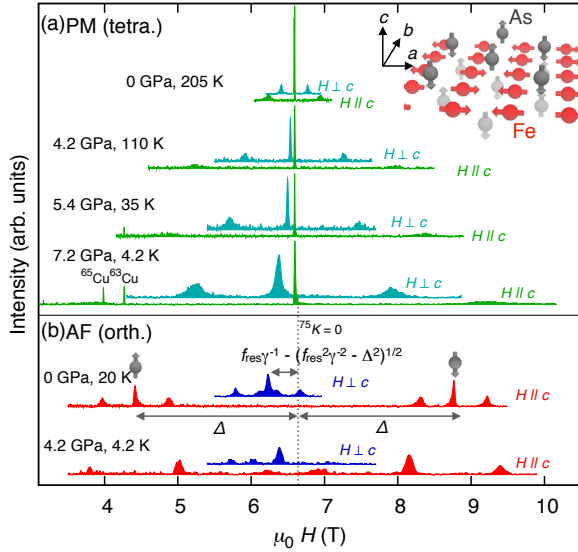 (a) PM (tetra.)
c
b
a
As
Fe
0 GPa, 205 K
H ⊥ c
H // c
4.2 GPa, 110 K
H ⊥ c
H // c
5.4 GPa, 35 K
H ⊥ c
H // c
7.2 GPa, 4.2 K
⁶⁵Cu ⁶³Cu
H ⊥ c
H // c
Intensity (arb. units)
(b) AF (orth.)
⁷⁵K = 0
f_res γ⁻¹ - (f_res² γ⁻² - Δ²)^1/2
0 GPa, 20 K
H ⊥ c
H // c
Δ
Δ
4.2 GPa, 4.2 K
H ⊥ c
H // c
4 5 6 7 8 9 10
μ₀ H (T)